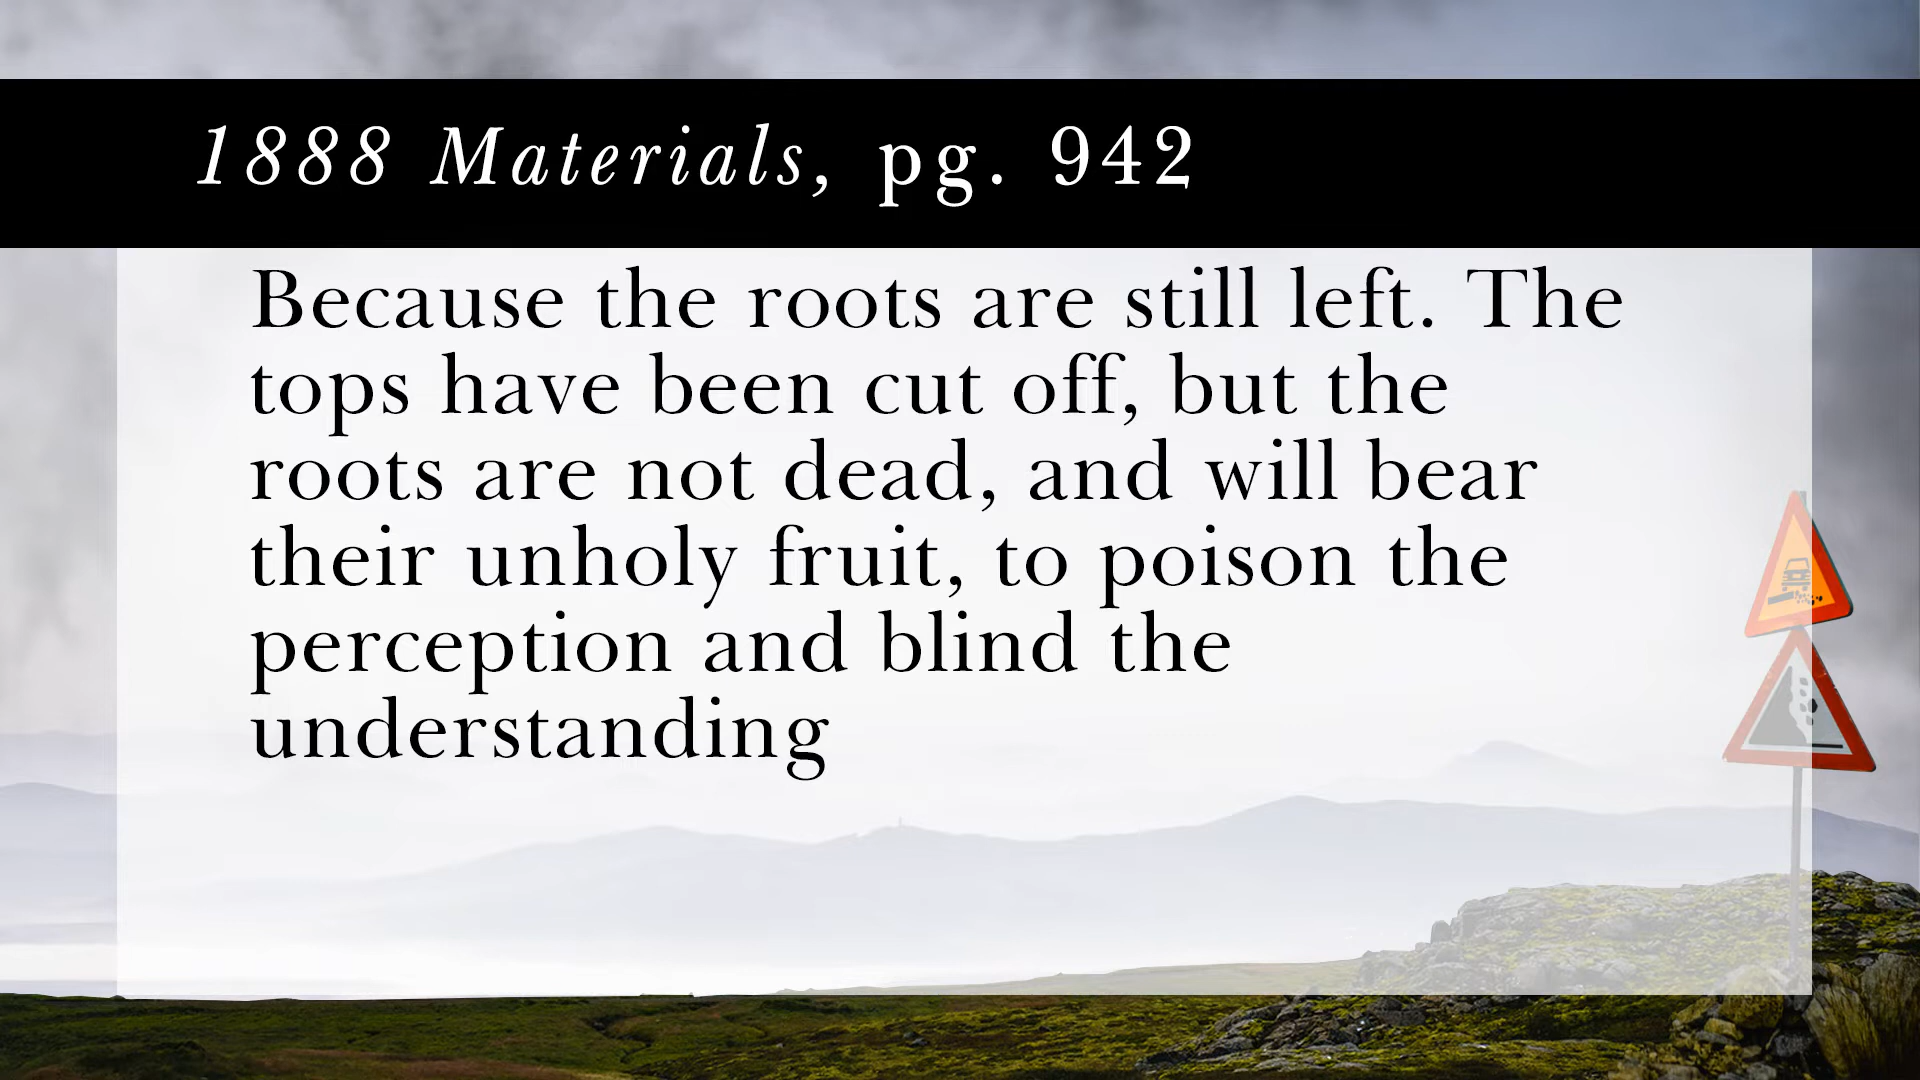 1888 Materials, pg. 942
Because the roots are still left. The
tops have been cut off, but the
roots are not dead, and will bear
their unholy fruit, to poison the
perception and blind the
understanding